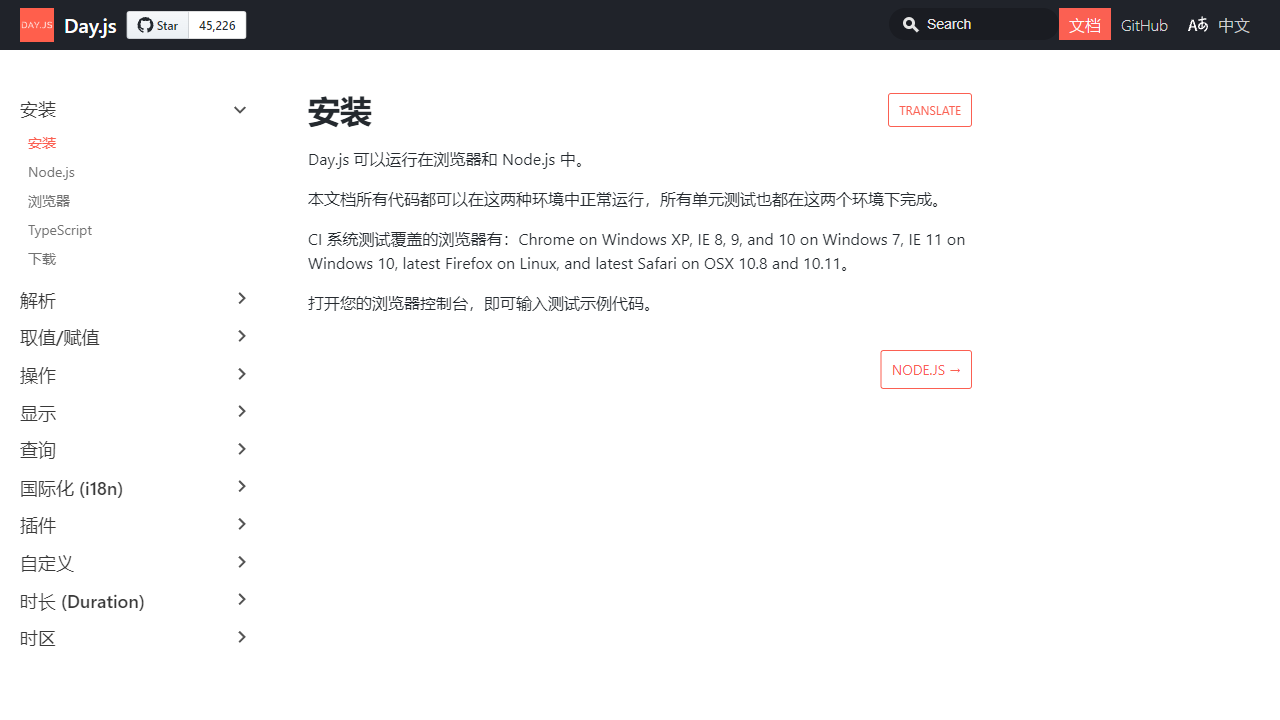 DAY.JS
Day.js
Star
45,226
Search
文档
GitHub
中文
安装
安装
Node.js
浏览器
TypeScript
下载
解析
取值/赋值
操作
显示
查询
国际化 (i18n)
插件
自定义
时长 (Duration)
时区
安装
TRANSLATE
Day.js 可以运行在浏览器和 Node.js 中。
本文档所有代码都可以在这两种环境中正常运行，所有单元测试也都在这两个环境下完成。
CI 系统测试覆盖的浏览器有：Chrome on Windows XP, IE 8, 9, and 10 on Windows 7, IE 11 on
Windows 10, latest Firefox on Linux, and latest Safari on OSX 10.8 and 10.11。
打开您的浏览器控制台，即可输入测试示例代码。
NODE.JS →